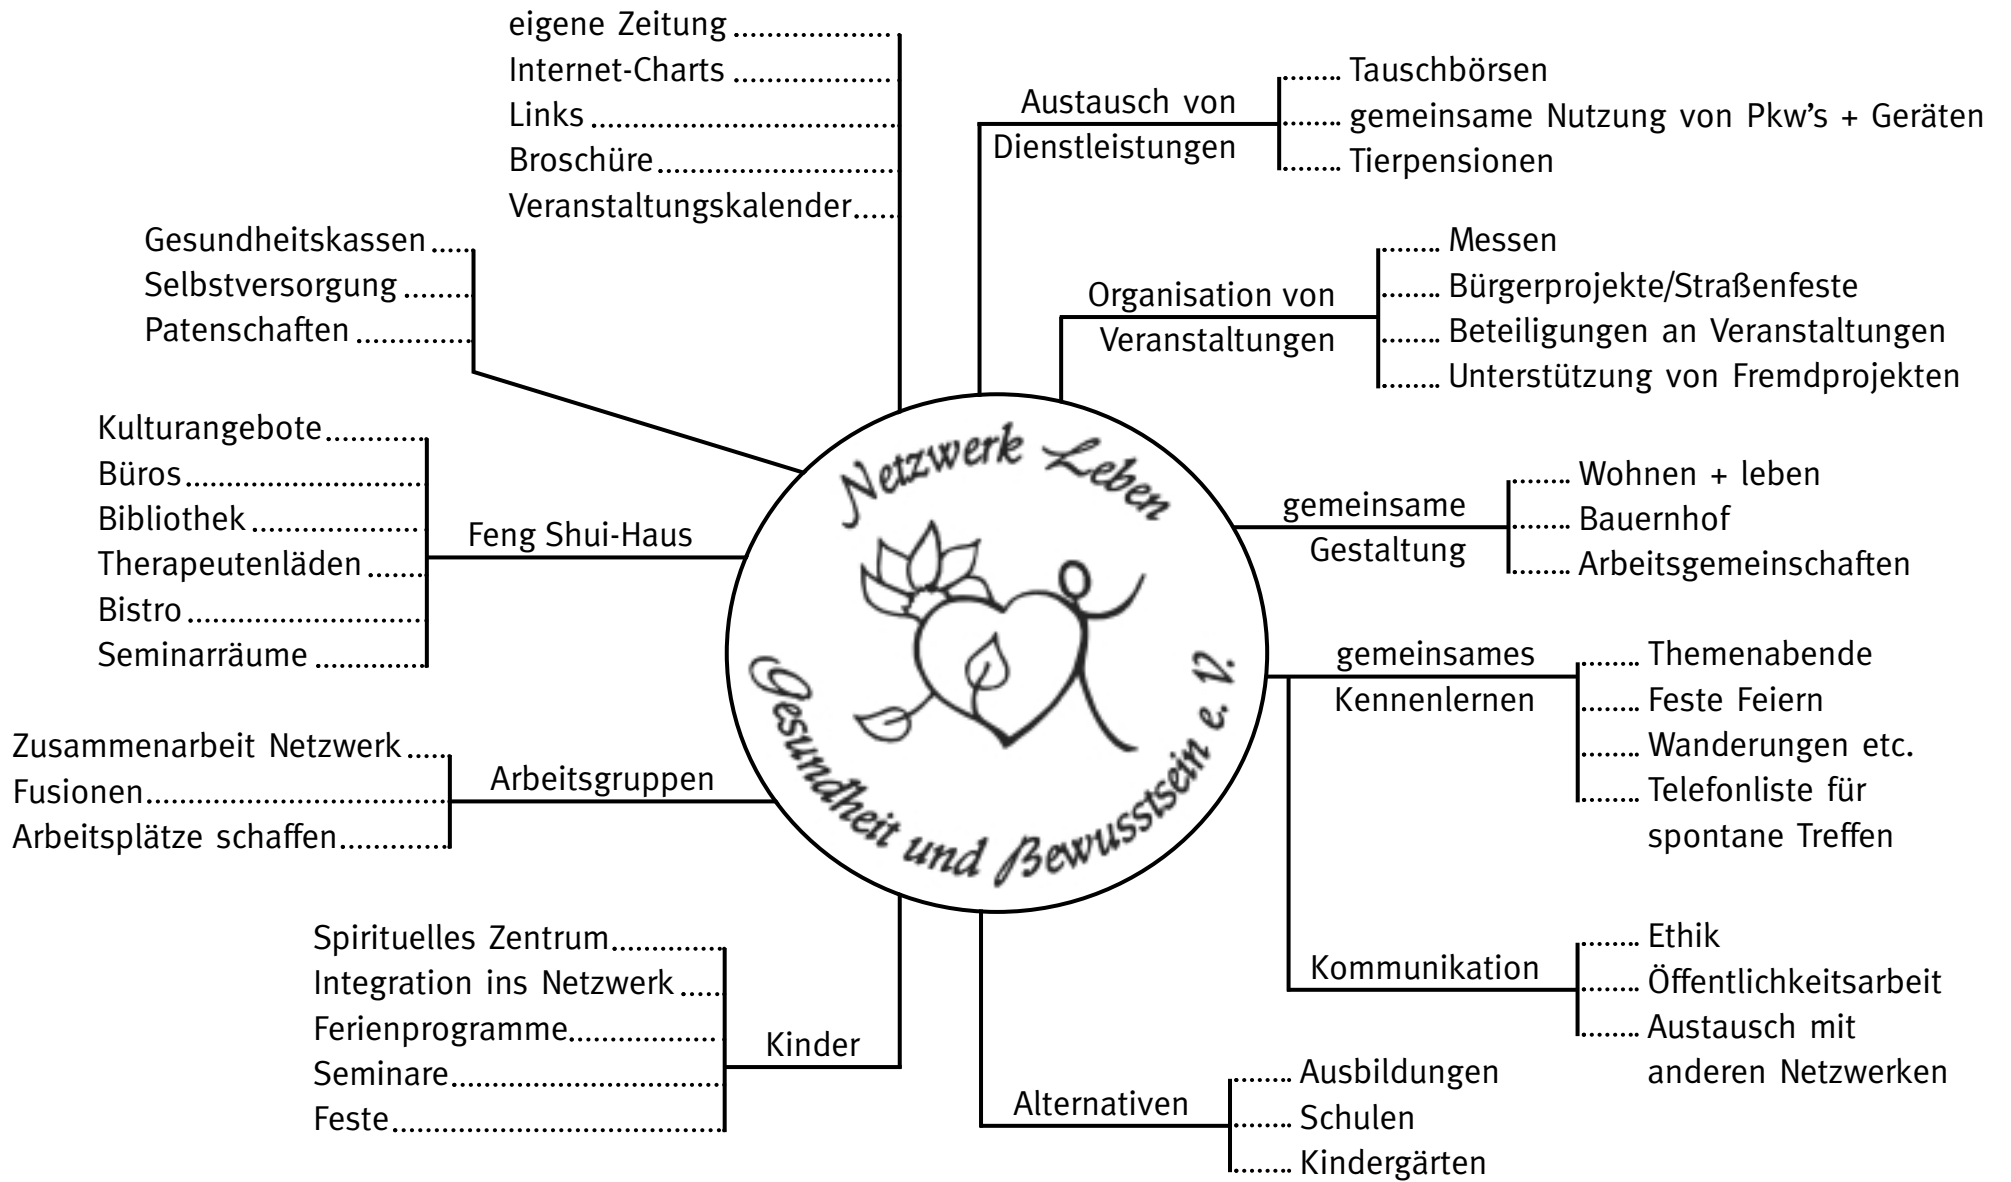 eigene Zeitung
Internet-Charts
Links
Broschüre
Veranstaltungskalender
Gesundheitskassen
Selbstversorgung
Patenschaften
Kulturangebote
Büros
Bibliothek
Therapeutenläden
Bistro
Seminarräume
Feng Shui-Haus
Zusammenarbeit Netzwerk
Fusionen
Arbeitsplätze schaffen
Arbeitsgruppen
Spirituelles Zentrum
Integration ins Netzwerk
Ferienprogramme
Seminare
Feste
Kinder
Netzwerk Leben
Gesundheit und Bewusstsein e. V.
Austausch von
Dienstleistungen
Tauschbörsen
gemeinsame Nutzung von Pkw’s + Geräten
Tierpensionen
Organisation von
Veranstaltungen
Messen
Bürgerprojekte/Straßenfeste
Beteiligungen an Veranstaltungen
Unterstützung von Fremdprojekten
gemeinsame
Gestaltung
Wohnen + leben
Bauernhof
Arbeitsgemeinschaften
gemeinsames
Kennenlernen
Themenabende
Feste Feiern
Wanderungen etc.
Telefonliste für
spontane Treffen
Kommunikation
Ethik
Öffentlichkeitsarbeit
Austausch mit
anderen Netzwerken
Alternativen
Ausbildungen
Schulen
Kindergärten